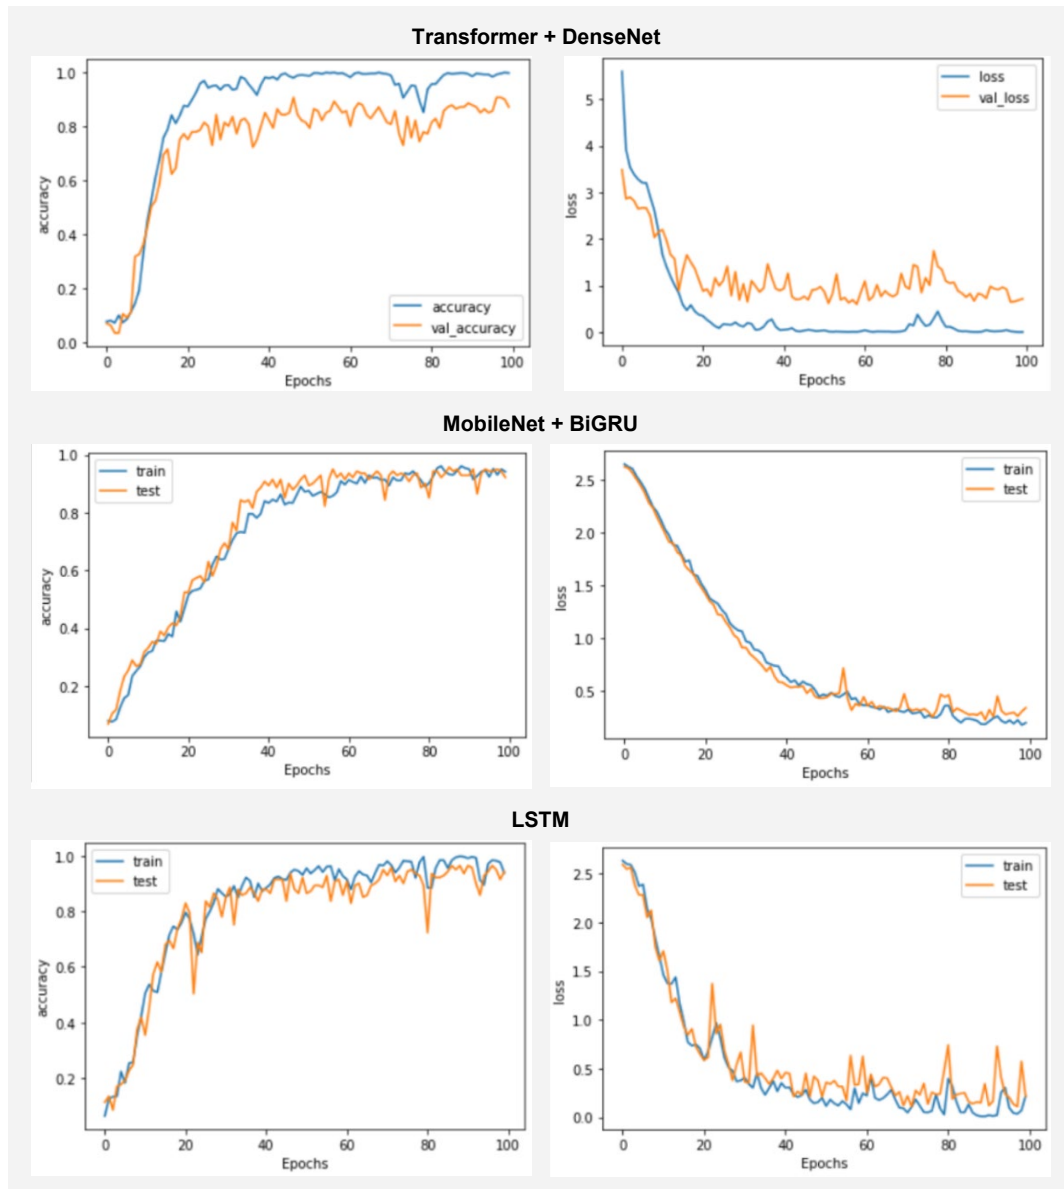 Transformer + DenseNet
1.0
0.8
0.6
0.4
0.2
0.0
accuracy
accuracy
val_accuracy
0 20 40 60 80 100
Epochs
5
4
3
2
1
0
loss
loss
val_loss
0 20 40 60 80 100
Epochs
MobileNet + BiGRU
1.0
0.8
0.6
0.4
0.2
accuracy
train
test
0 20 40 60 80 100
Epochs
2.5
2.0
1.5
1.0
0.5
loss
train
test
0 20 40 60 80 100
Epochs
LSTM
1.0
0.8
0.6
0.4
0.2
accuracy
train
test
0 20 40 60 80 100
Epochs
2.5
2.0
1.5
1.0
0.5
0.0
loss
train
test
0 20 40 60 80 100
Epochs